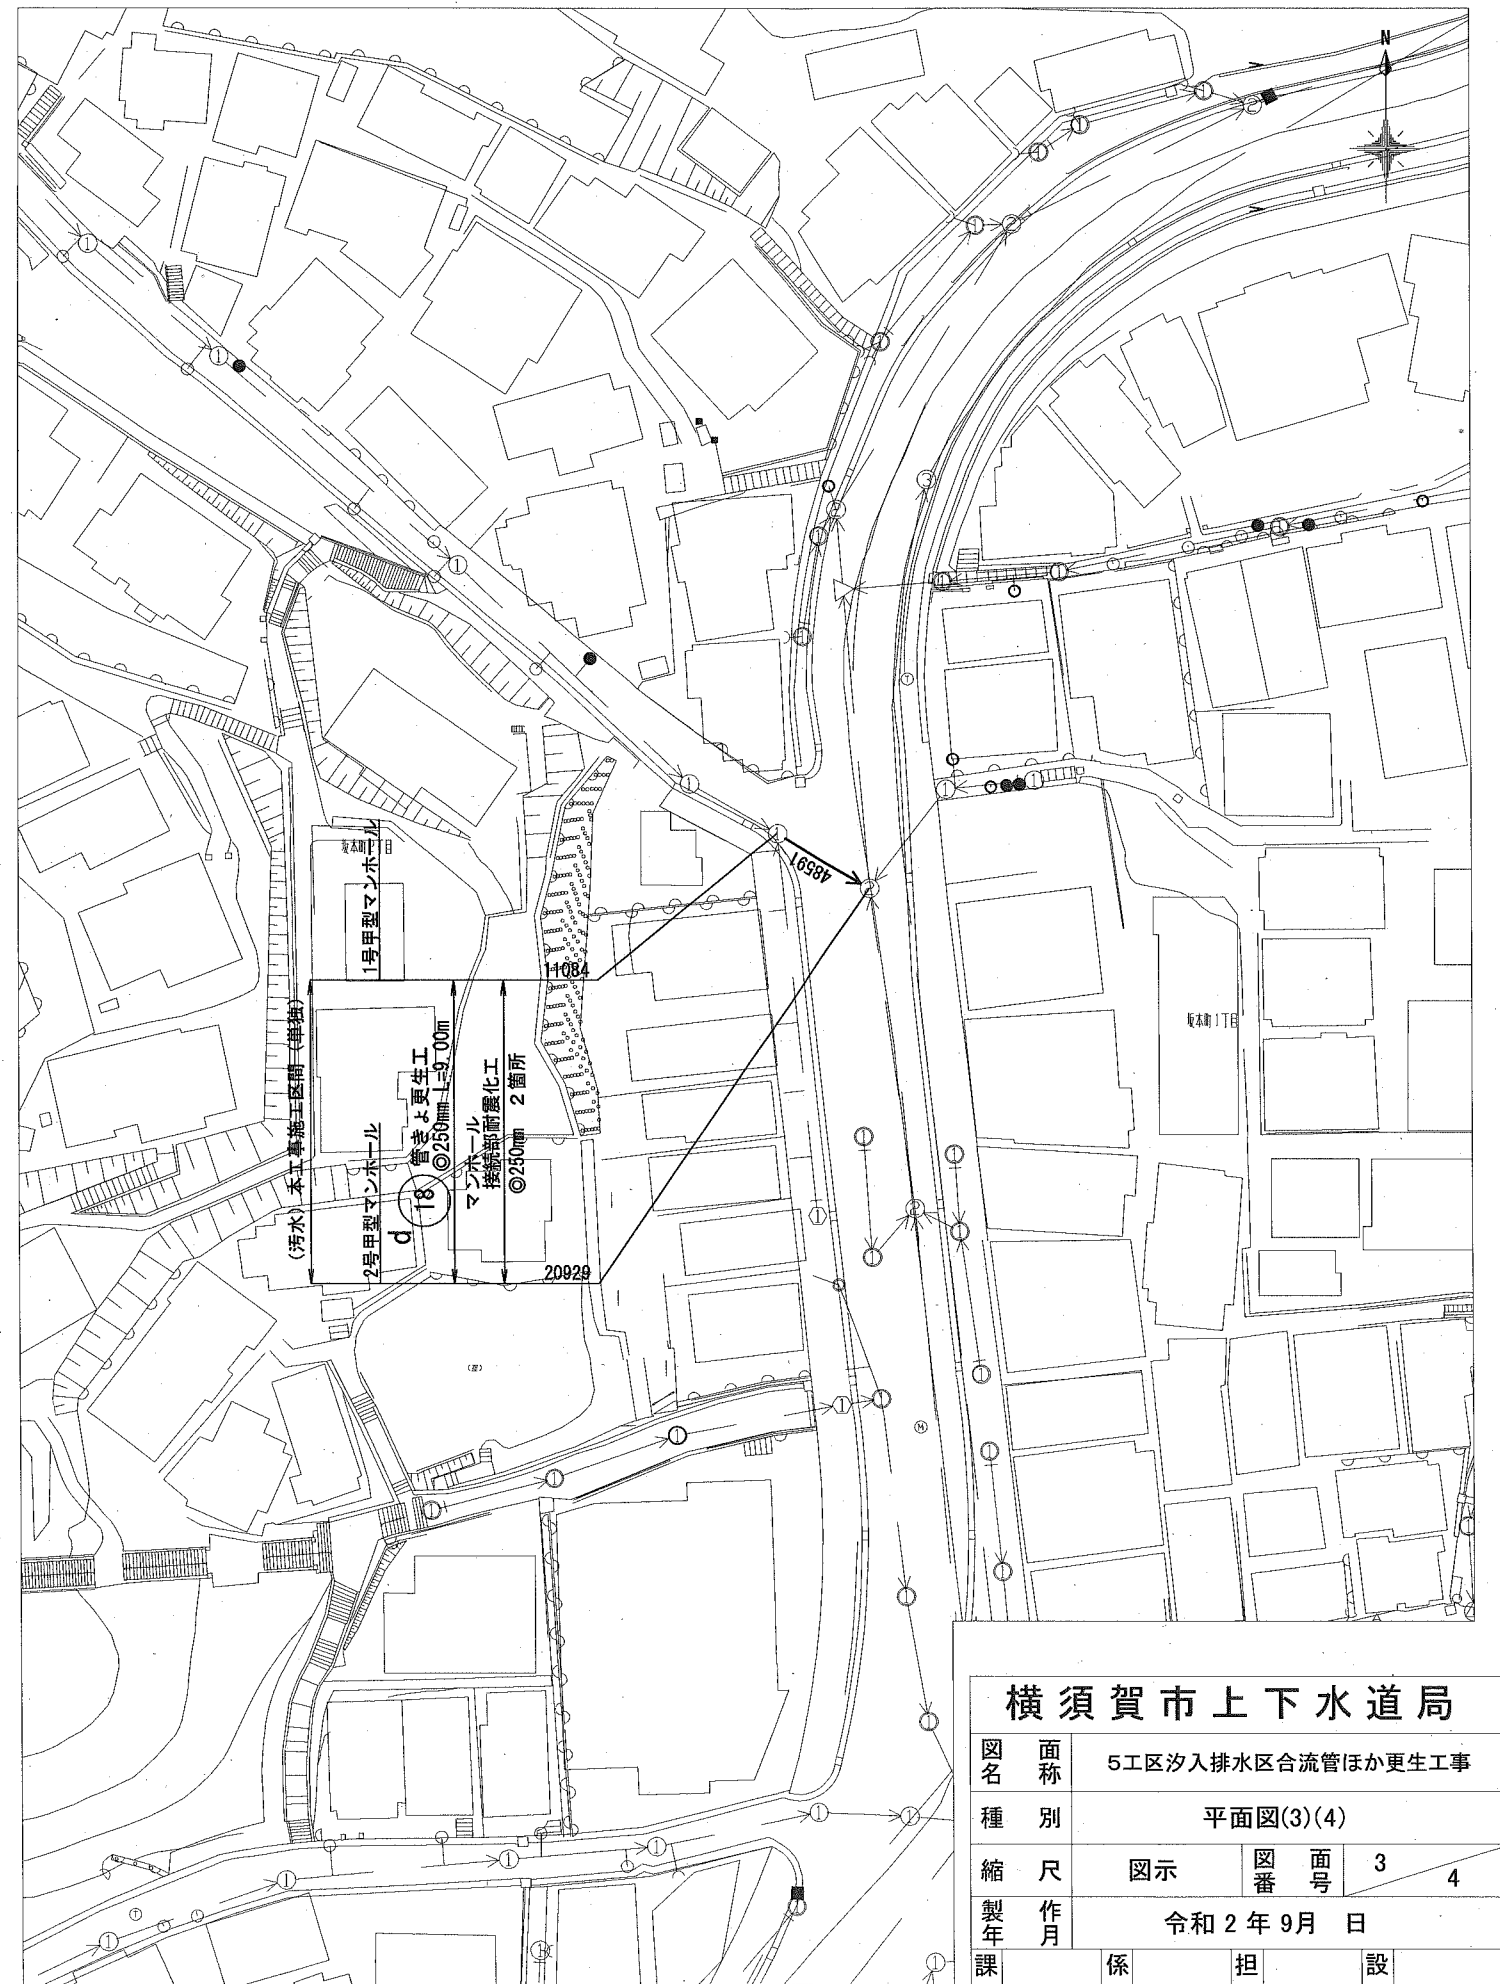 N
坂本町2丁目
1号甲型マンホール
48591
11084
(汚水) 本工事施工区間 (単独)
2号甲型マンホール
d
18
管きょ更生工
◎250mm L=9.00m
マンホール
接続部耐震化工
◎250mm 2箇所
20929
坂本町1丁目
横須賀市上下水道局
図面名称 5工区汐入排水区合流管ほか更生工事
種別 平面図(3)(4)
縮尺 図示 図面番号 3 4
製作年月 令和2年9月 日
課 係 担 設